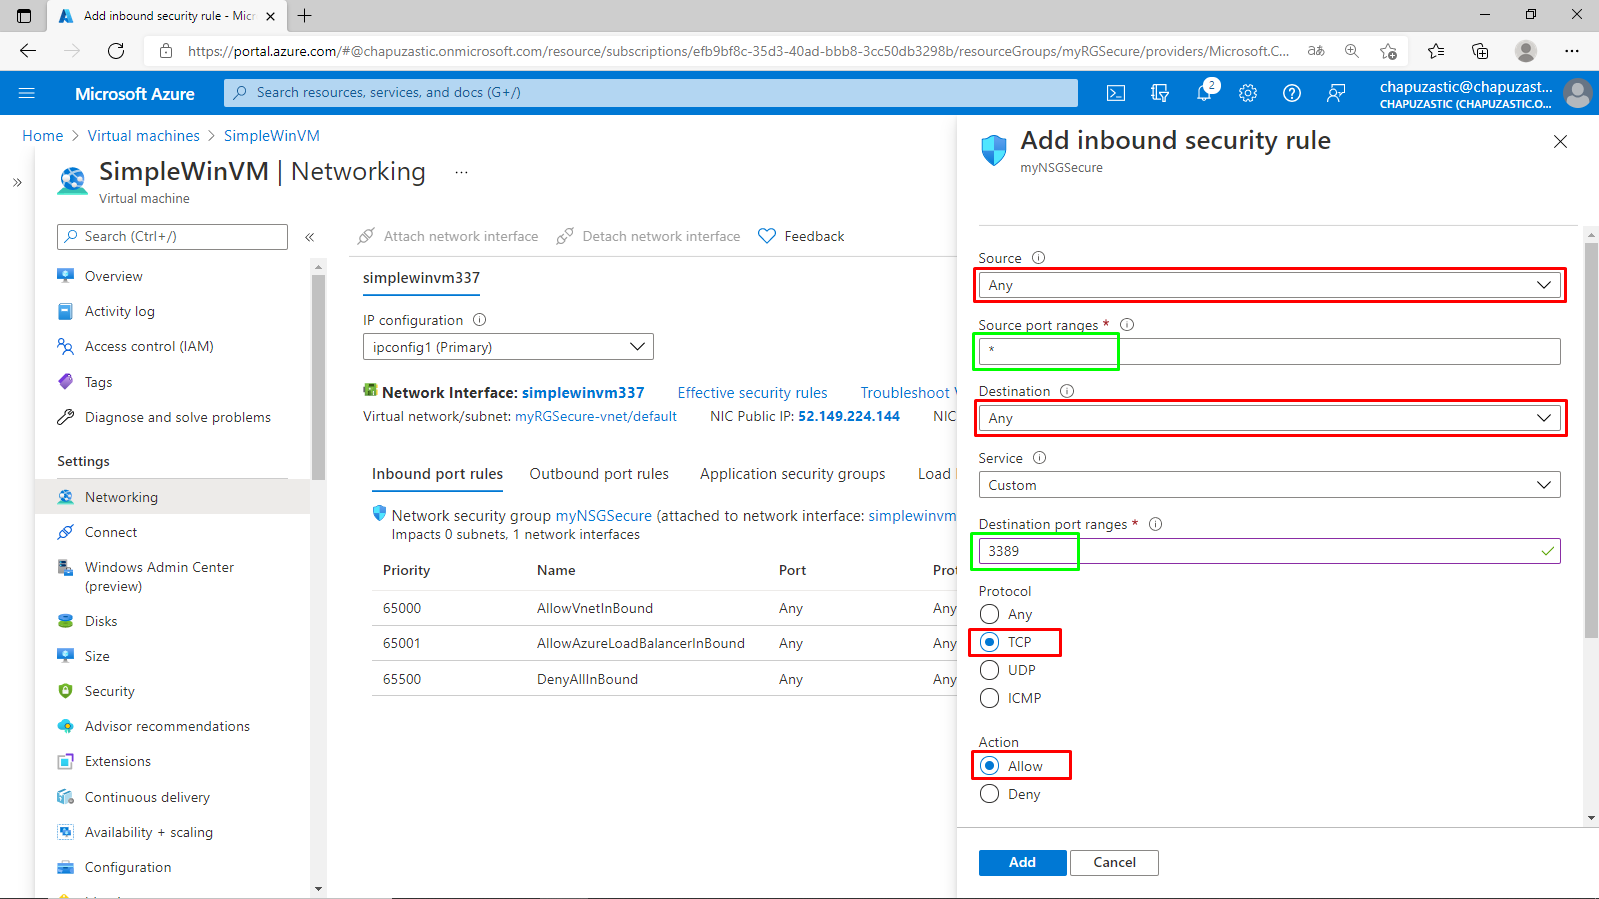 Add inbound security rule - Micr
https://portal.azure.com/#@chapuzastic.onmicrosoft.com/resource/subscriptions/efb9bf8c-35d3-40ad-bbb8-3cc50db3298b/resourceGroups/myRGSecure/providers/Microsoft.C...
Microsoft Azure
Search resources, services, and docs (G+/)
2
chapuzastic@chapuzast...
CHAPUZASTIC (CHAPUZASTIC.O...
Home > Virtual machines > SimpleWinVM
SimpleWinVM | Networking ...
Virtual machine
Search (Ctrl+/)
Overview
Activity log
Access control (IAM)
Tags
Diagnose and solve problems
Settings
Networking
Connect
Windows Admin Center
(preview)
Disks
Size
Security
Advisor recommendations
Extensions
Continuous delivery
Availability + scaling
Configuration
Attach network interface Detach network interface Feedback
simplewinvm337
IP configuration
ipconfig1 (Primary)
Network Interface: simplewinvm337 Effective security rules Troubleshoot
Virtual network/subnet: myRGSecure-vnet/default NIC Public IP: 52.149.224.144 NIC
Inbound port rules Outbound port rules Application security groups Load
Network security group myNSGSecure (attached to network interface: simplewinvm
Impacts 0 subnets, 1 network interfaces
Priority Name Port Prot
65000 AllowVnetInBound Any Any
65001 AllowAzureLoadBalancerInBound Any Any
65500 DenyAllInBound Any Any
Add inbound security rule
myNSGSecure
Source
Any
Source port ranges *
*
Destination
Any
Service
Custom
Destination port ranges *
3389
Protocol
Any
TCP
UDP
ICMP
Action
Allow
Deny
Add Cancel